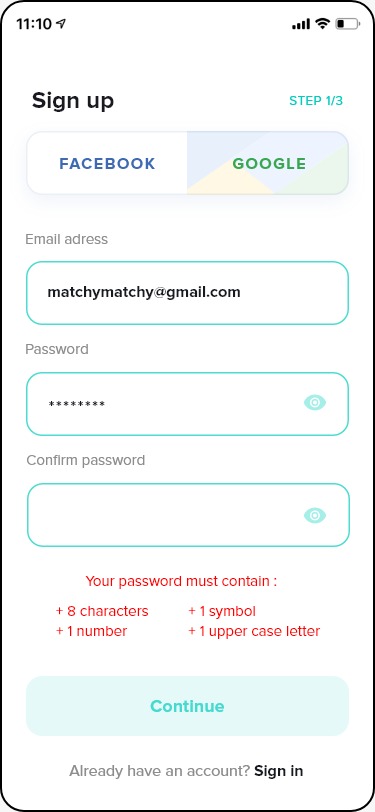 11:10
Sign up
STEP 1/3
FACEBOOK
GOOGLE
Email adress
matchymatchy@gmail.com
Password
********
Confirm password
Your password must contain :
+ 8 characters
+ 1 symbol
+ 1 number
+ 1 upper case letter
Continue
Already have an account? Sign in